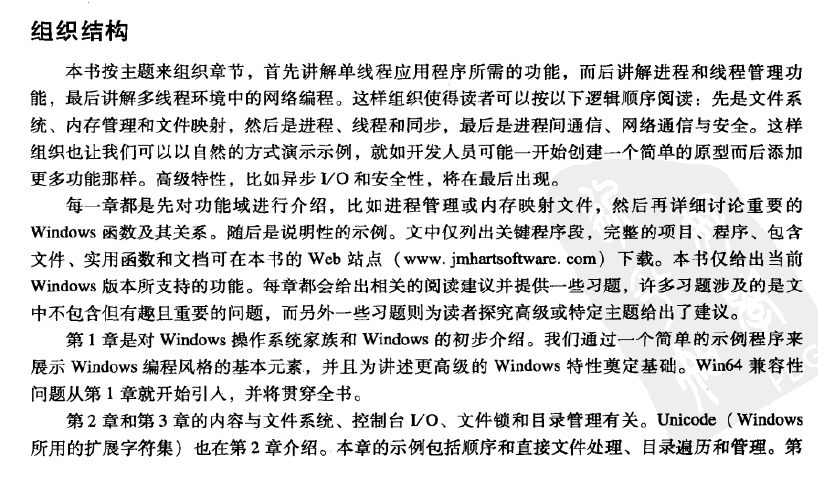 组织结构
本书按主题来组织章节，首先讲解单线程应用程序所需的功能，而后讲解进程和线程管理功
能，最后讲解多线程环境中的网络编程。这样组织使得读者可以按以下逻辑顺序阅读：先是文件系
统、内存管理和文件映射，然后是进程、线程和同步，最后是进程间通信、网络通信与安全。这样
组织也让我们可以以自然的方式演示示例，就如开发人员可能一开始创建一个简单的原型而后添加
更多功能那样。高级特性，比如异步 I/O 和安全性，将在最后出现。
每一章都是先对功能域进行介绍，比如进程管理或内存映射文件，然后再详细讨论重要的
Windows 函数及其关系。随后是说明性的示例。文中仅列出关键程序段，完整的项目、程序、包含
文件、实用函数和文档可在本书的 Web 站点（www.jmhartsoftware.com）下载。本书仅给出当前
Windows 版本所支持的功能。每章都会给出相关的阅读建议并提供一些习题，许多习题涉及的是文
中不包含但有趣且重要的问题，而另外一些习题则为读者探究高级或特定主题给出了建议。
第 1 章是对 Windows 操作系统家族和 Windows 的初步介绍。我们通过一个简单的示例程序来
展示 Windows 编程风格的基本元素，并且为讲述更高级的 Windows 特性奠定基础。Win64 兼容性
问题从第 1 章就开始引入，并将贯穿全书。
第 2 章和第 3 章的内容与文件系统、控制台 I/O、文件锁和目录管理有关。Unicode（Windows
所用的扩展字符集）也在第 2 章介绍。本章的示例包括顺序和直接文件处理、目录遍历和管理。第